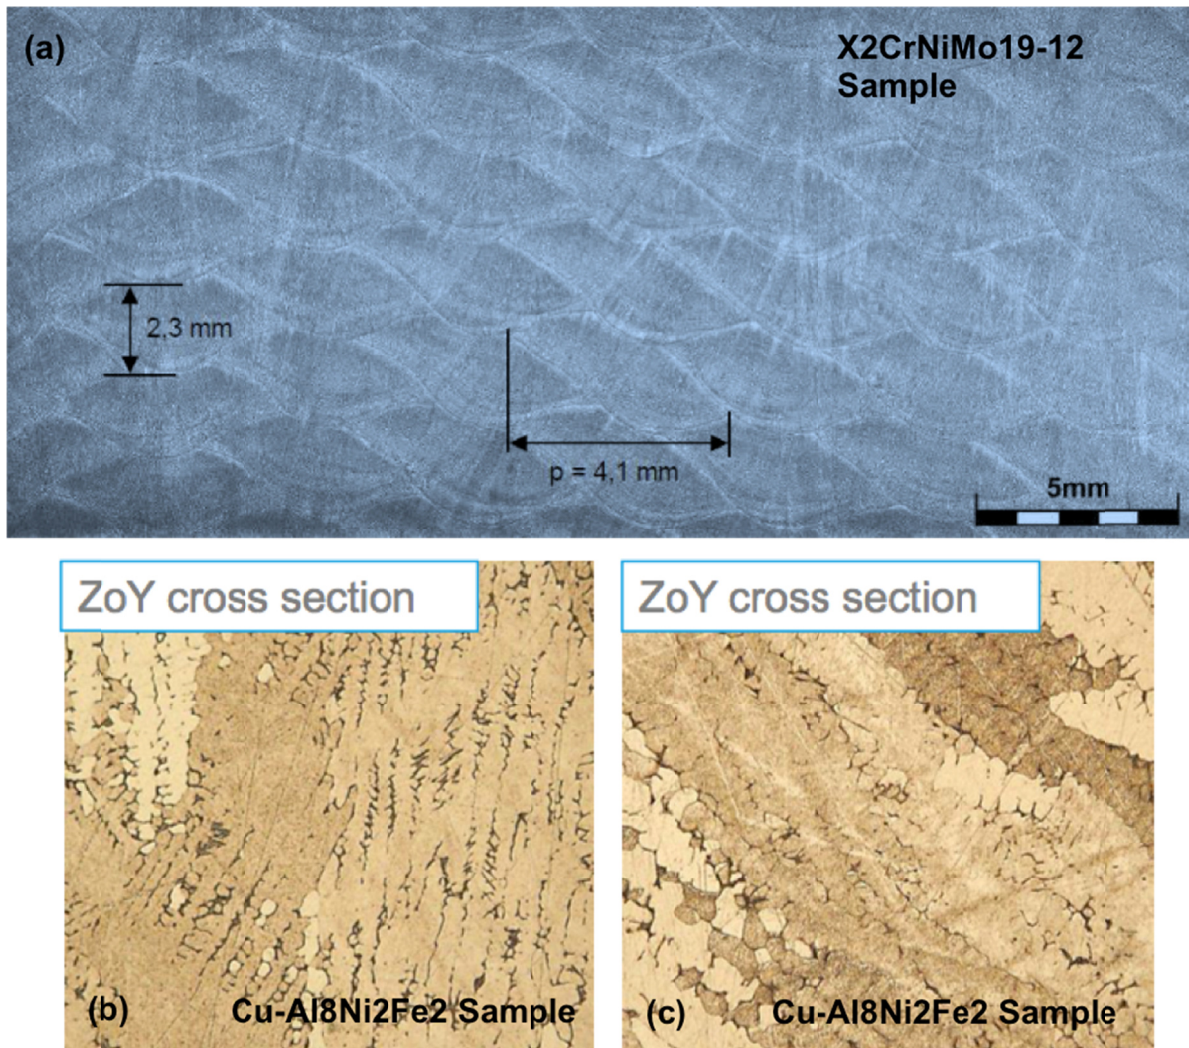 (a)
X2CrNiMo19-12
Sample
2,3 mm
p = 4,1 mm
5mm
ZoY cross section
ZoY cross section
(b)
Cu-Al8Ni2Fe2 Sample
(c)
Cu-Al8Ni2Fe2 Sample